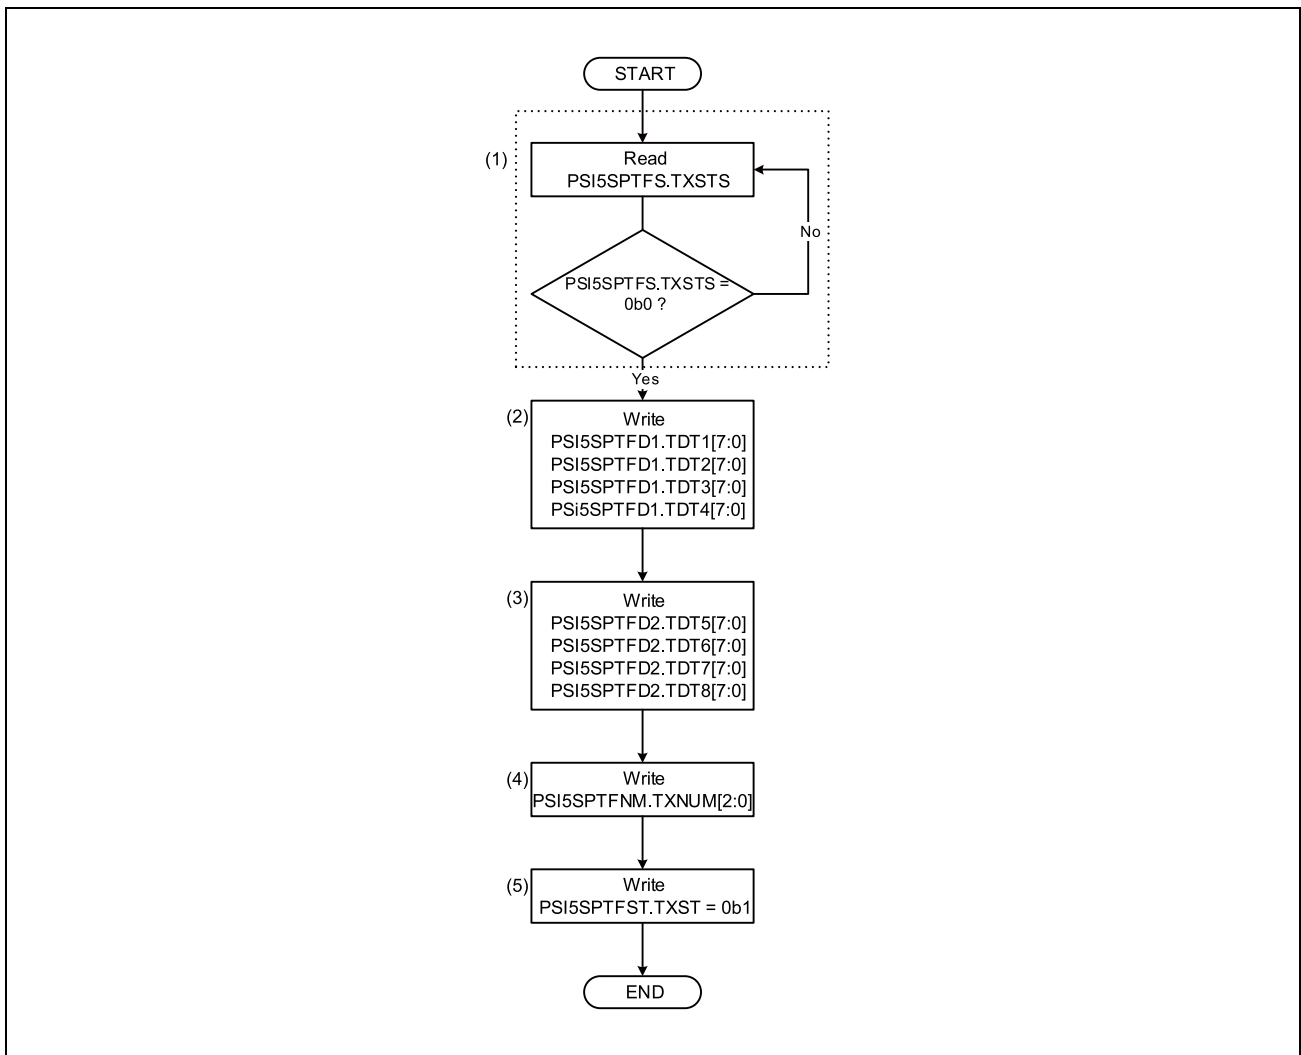 START
(1)
Read
PSI5SPTFS.TXSTS
No
PSI5SPTFS.TXSTS =
0b0 ?
Yes
(2)
Write
PSI5SPTFD1.TDT1[7:0]
PSI5SPTFD1.TDT2[7:0]
PSI5SPTFD1.TDT3[7:0]
PSi5SPTFD1.TDT4[7:0]
(3)
Write
PSI5SPTFD2.TDT5[7:0]
PSI5SPTFD2.TDT6[7:0]
PSI5SPTFD2.TDT7[7:0]
PSI5SPTFD2.TDT8[7:0]
(4)
Write
PSI5SPTFNM.TXNUM[2:0]
(5)
Write
PSI5SPTFST.TXST = 0b1
END